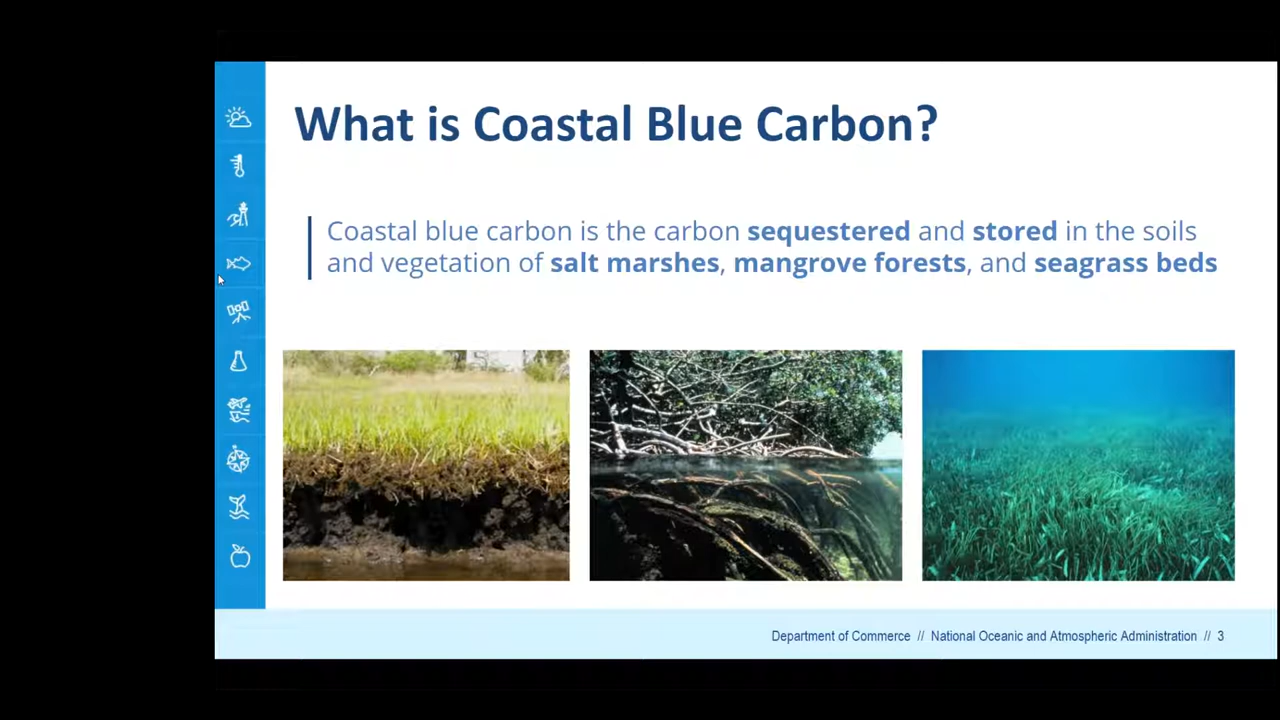 What is Coastal Blue Carbon?
Coastal blue carbon is the carbon sequestered and stored in the soils
and vegetation of salt marshes, mangrove forests, and seagrass beds
Department of Commerce // National Oceanic and Atmospheric Administration // 3